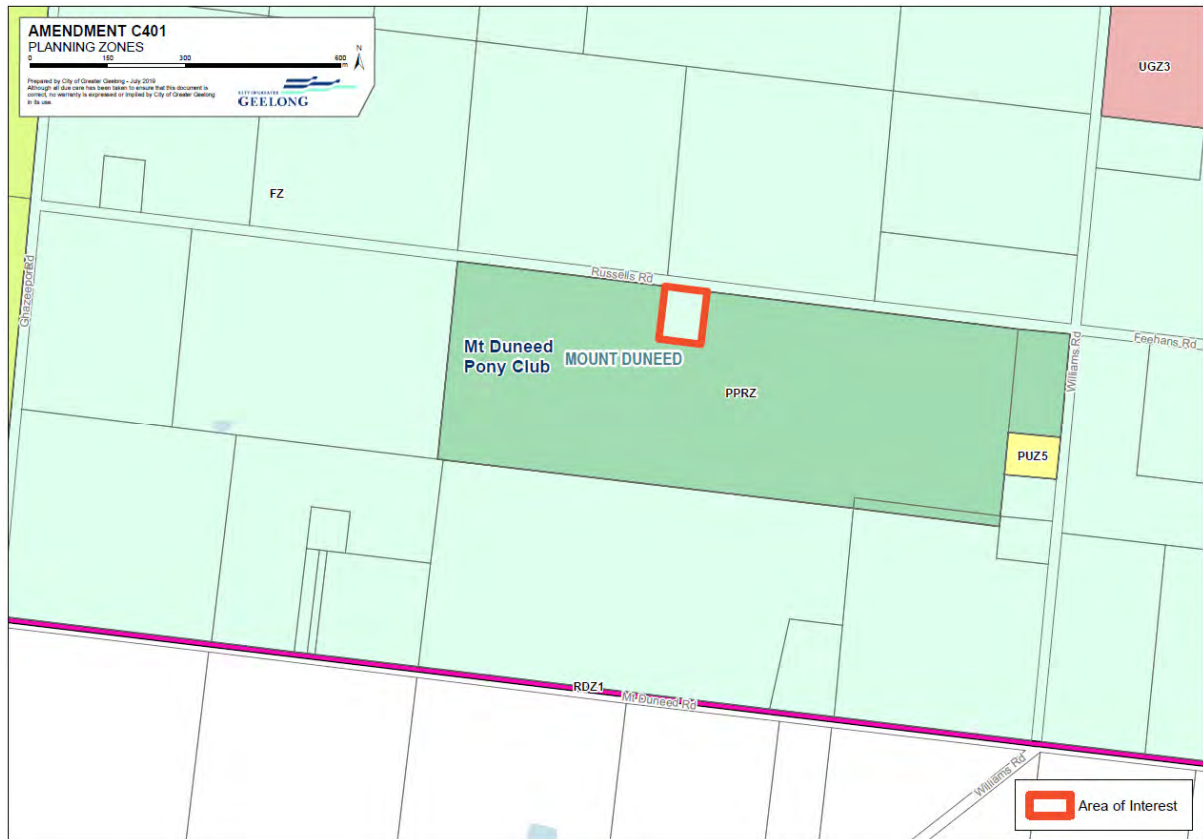 AMENDMENT C401
PLANNING ZONES
0 150 300 600
m
N
Prepared by City of Greater Geelong - July 2019
Although all due care has been taken to ensure that this document is
correct, no warranty is expressed or implied by City of Greater Geelong
in its use.
CITY OF GREATER
GEELONG
UGZ3
FZ
Ghazeepore Rd
Russells Rd
Feehans Rd
Williams Rd
Mt Duneed
Pony Club
MOUNT DUNEED
PPRZ
PUZ5
RDZ1
Mt Duneed Rd
Williams Rd
Area of Interest